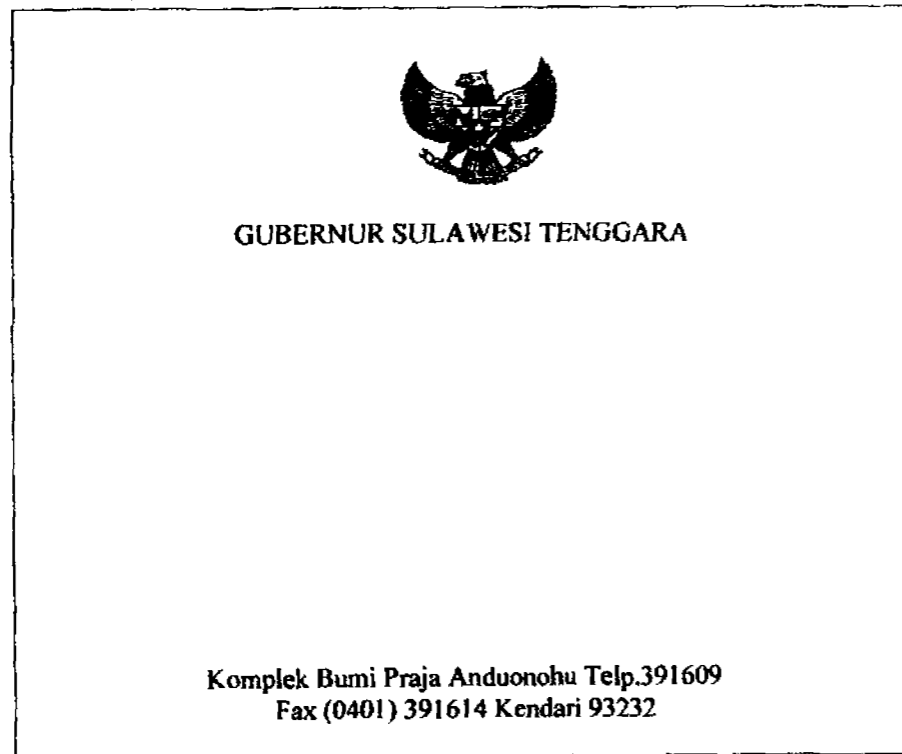 GUBERNUR SULAWESI TENGGARA
Komplek Bumi Praja Anduonohu Telp.391609
Fax (0401) 391614 Kendari 93232